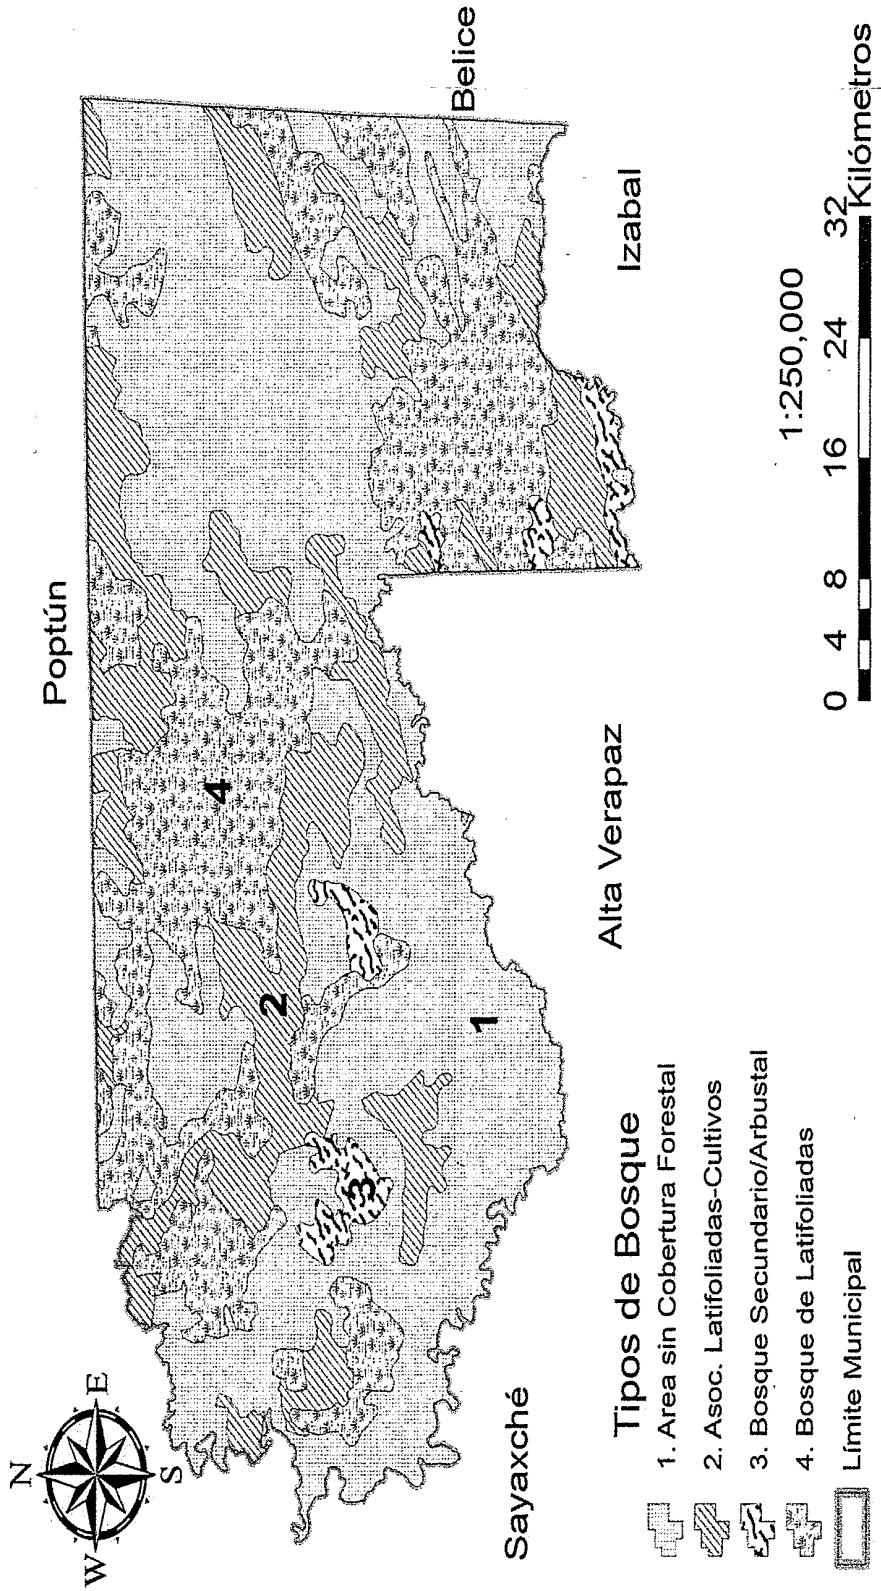 N
W
E
S
Poptún
Belice
Sayaxché
Alta Verapaz
Izabal
1
2
3
4
Tipos de Bosque
1. Area sin Cobertura Forestal
2. Asoc. Latifoliadas-Cultivos
3. Bosque Secundario/Arbustal
4. Bosque de Latifoliadas
Límite Municipal
1:250,000
0 4 8 16 24 32
Kilómetros